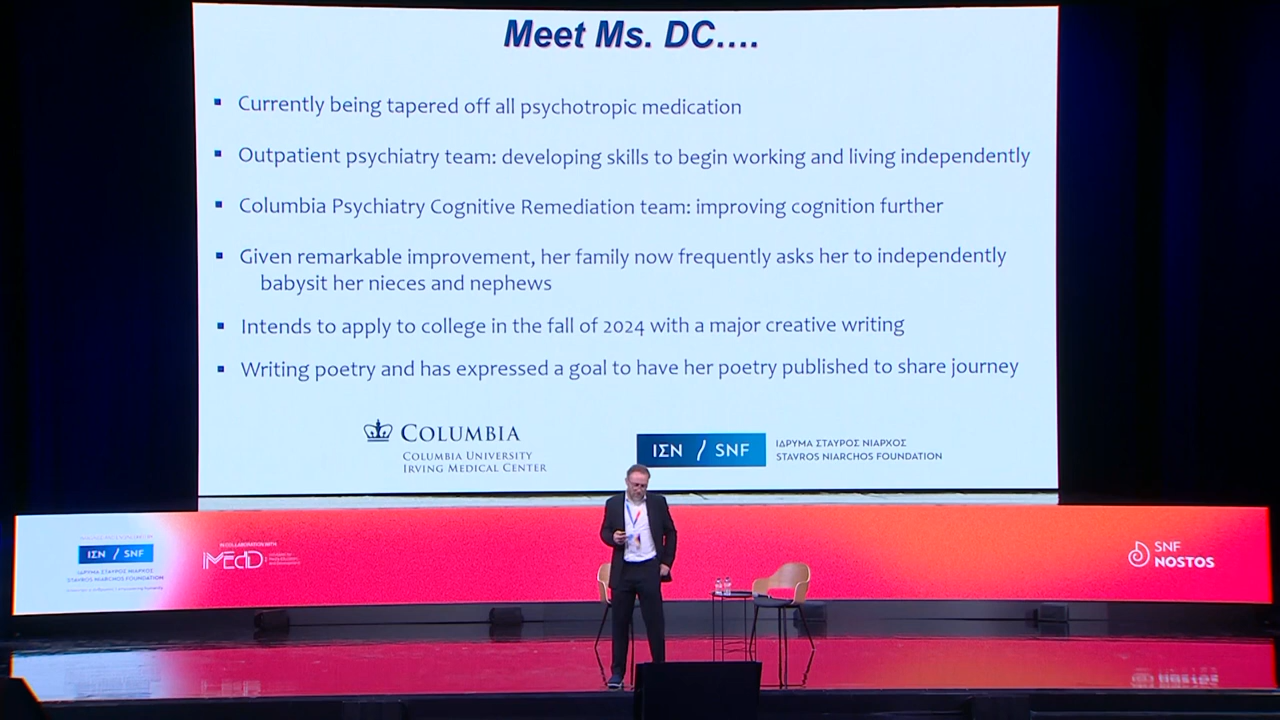 Meet Ms. DC....
Currently being tapered off all psychotropic medication
Outpatient psychiatry team: developing skills to begin working and living independently
Columbia Psychiatry Cognitive Remediation team: improving cognition further
Given remarkable improvement, her family now frequently asks her to independently
babysit her nieces and nephews
Intends to apply to college in the fall of 2024 with a major creative writing
Writing poetry and has expressed a goal to have her poetry published to share journey
COLUMBIA
COLUMBIA UNIVERSITY
IRVING MEDICAL CENTER
ΙΣΝ / SNF
ΙΔΡΥΜΑ ΣΤΑΥΡΟΣ ΝΙΑΡΧΟΣ
STAVROS NIARCHOS FOUNDATION
ΙΣΝ / SNF
ΙΔΡΥΜΑ ΣΤΑΥΡΟΣ ΝΙΑΡΧΟΣ
STAVROS NIARCHOS FOUNDATION
IN COLLABORATION WITH
iMEdD
SNF
NOSTOS